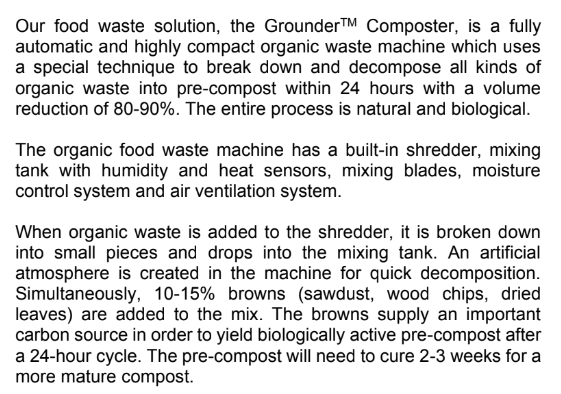 Our food waste solution, the Grounder™ Composter, is a fully
automatic and highly compact organic waste machine which uses
a special technique to break down and decompose all kinds of
organic waste into pre-compost within 24 hours with a volume
reduction of 80-90%. The entire process is natural and biological.
The organic food waste machine has a built-in shredder, mixing
tank with humidity and heat sensors, mixing blades, moisture
control system and air ventilation system.
When organic waste is added to the shredder, it is broken down
into small pieces and drops into the mixing tank. An artificial
atmosphere is created in the machine for quick decomposition.
Simultaneously, 10-15% browns (sawdust, wood chips, dried
leaves) are added to the mix. The browns supply an important
carbon source in order to yield biologically active pre-compost after
a 24-hour cycle. The pre-compost will need to cure 2-3 weeks for a
more mature compost.